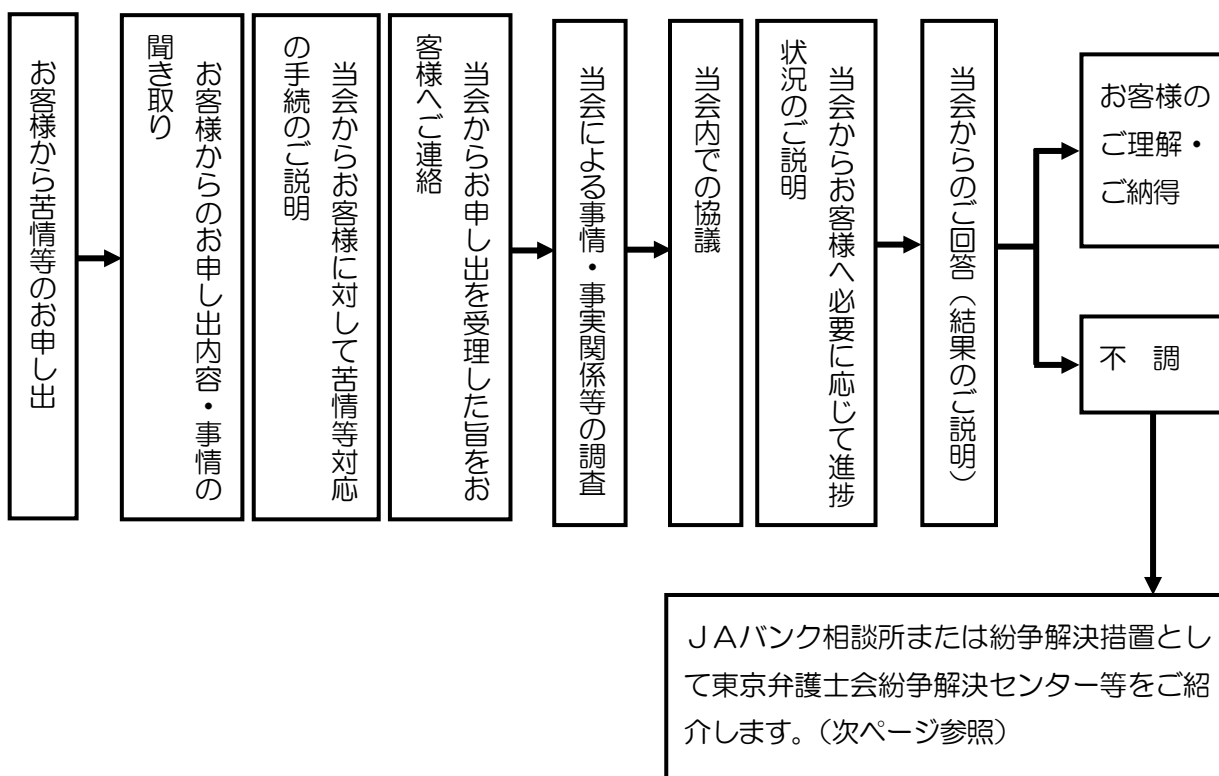 お客様から苦情等のお申し出
お客様からのお申し出内容・事情の
聞き取り
当会からお客様に対して苦情等対応
の手続のご説明
当会からお申し出を受理した旨をお
客様へご連絡
当会による事情・事実関係等の調査
当会内での協議
当会からお客様へ必要に応じて進捗
状況のご説明
当会からのご回答（結果のご説明）
お客様の
ご理解・
ご納得
不　調
ＪＡバンク相談所または紛争解決措置とし
て東京弁護士会紛争解決センター等をご紹
介します。（次ページ参照）